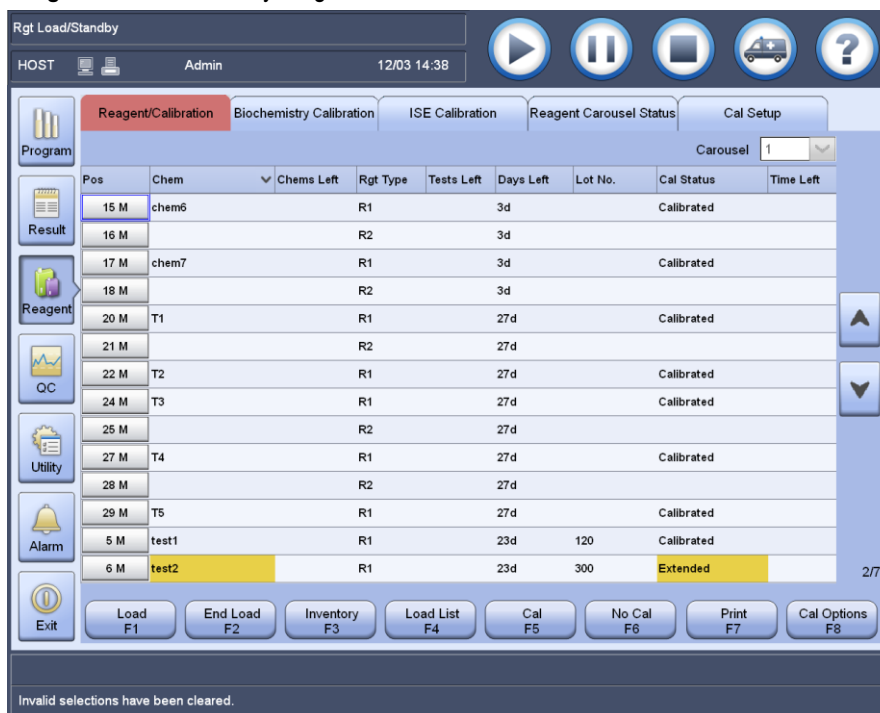 Rgt Load/Standby
HOST Admin 12/03 14:38
?
Program
Result
Reagent
QC
Utility
Alarm
Exit
Reagent/Calibration Biochemistry Calibration ISE Calibration Reagent Carousel Status Cal Setup
Carousel 1
Pos Chem Chems Left Rgt Type Tests Left Days Left Lot No. Cal Status Time Left
15 M chem6 R1 3d Calibrated
16 M R2 3d
17 M chem7 R1 3d Calibrated
18 M R2 3d
20 M T1 R1 27d Calibrated
21 M R2 27d
22 M T2 R1 27d Calibrated
24 M T3 R1 27d Calibrated
25 M R2 27d
27 M T4 R1 27d Calibrated
28 M R2 27d
29 M T5 R1 27d Calibrated
5 M test1 R1 23d 120 Calibrated
6 M test2 R1 23d 300 Extended
2/7
Load F1
End Load F2
Inventory F3
Load List F4
Cal F5
No Cal F6
Print F7
Cal Options F8
Invalid selections have been cleared.